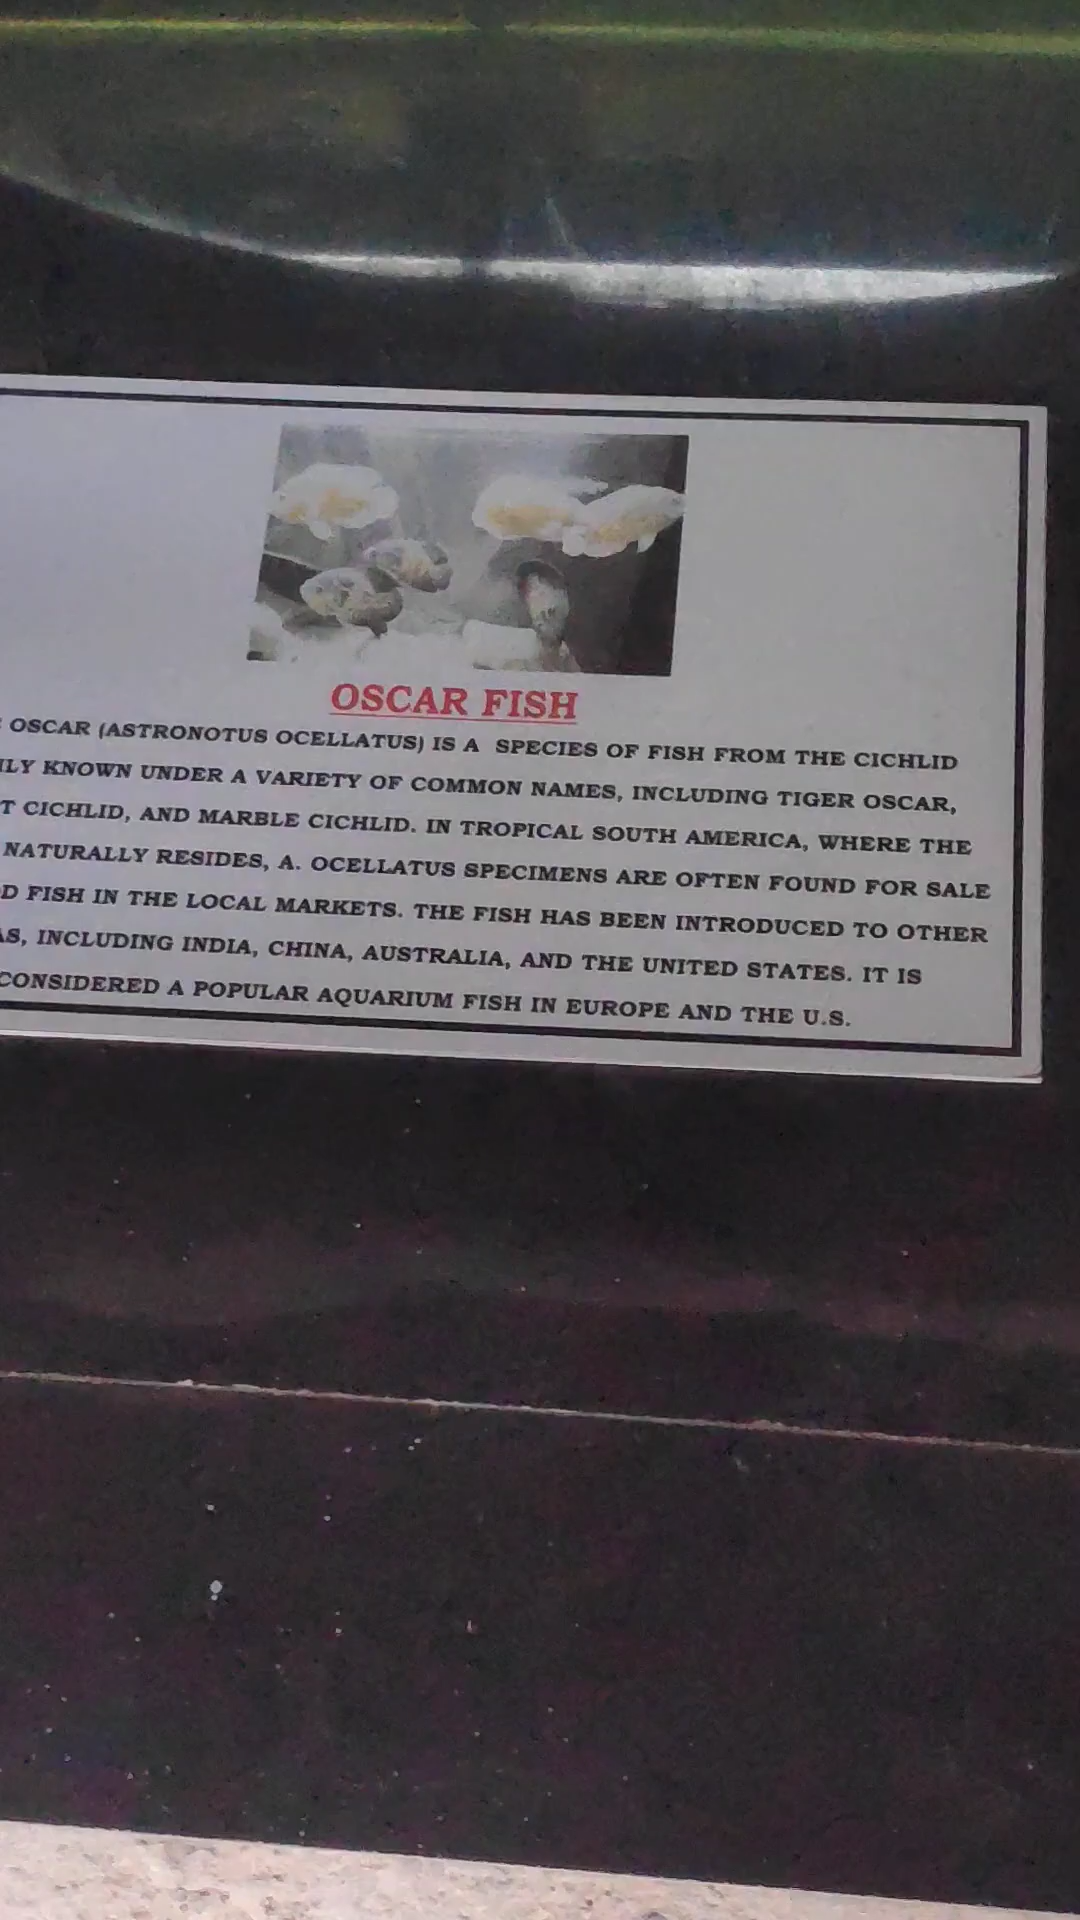 OSCAR FISH
OSCAR (ASTRONOTUS OCELLATUS) IS A SPECIES OF FISH FROM THE CICHLID
KNOWN UNDER A VARIETY OF COMMON NAMES, INCLUDING TIGER OSCAR,
CICHLID, AND MARBLE CICHLID. IN TROPICAL SOUTH AMERICA, WHERE THE
NATURALLY RESIDES, A. OCELLATUS SPECIMENS ARE OFTEN FOUND FOR SALE
FISH IN THE LOCAL MARKETS. THE FISH HAS BEEN INTRODUCED TO OTHER
INCLUDING INDIA, CHINA, AUSTRALIA, AND THE UNITED STATES. IT IS
CONSIDERED A POPULAR AQUARIUM FISH IN EUROPE AND THE U.S.